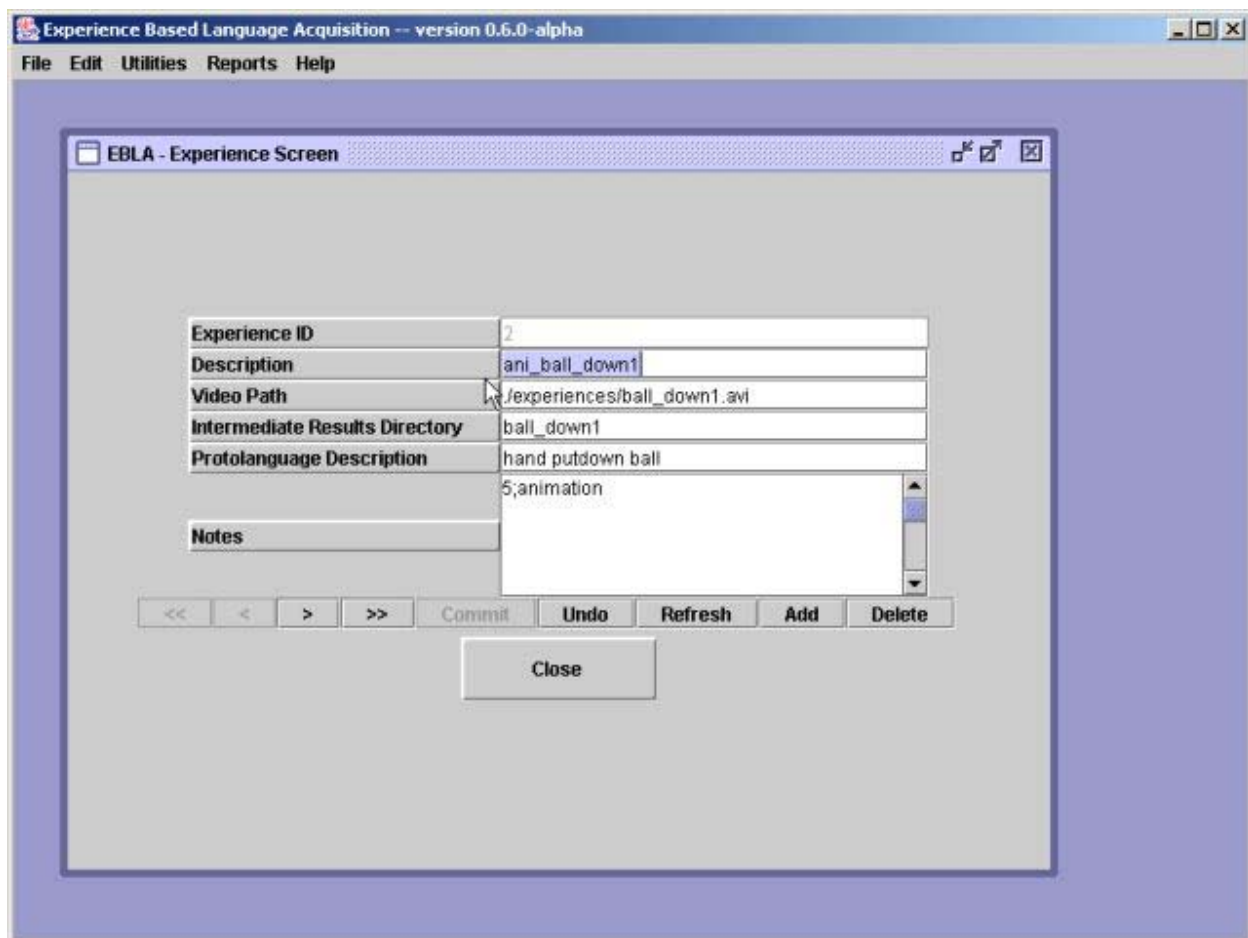 Experience Based Language Acquisition -- version 0.6.0-alpha
File Edit Utilities Reports Help
EBLA - Experience Screen
Experience ID 2
Description ani_ball_down1
Video Path ./experiences/ball_down1.avi
Intermediate Results Directory ball_down1
Protolanguage Description hand putdown ball
5;animation
Notes
<< < > >> Commit Undo Refresh Add Delete
Close